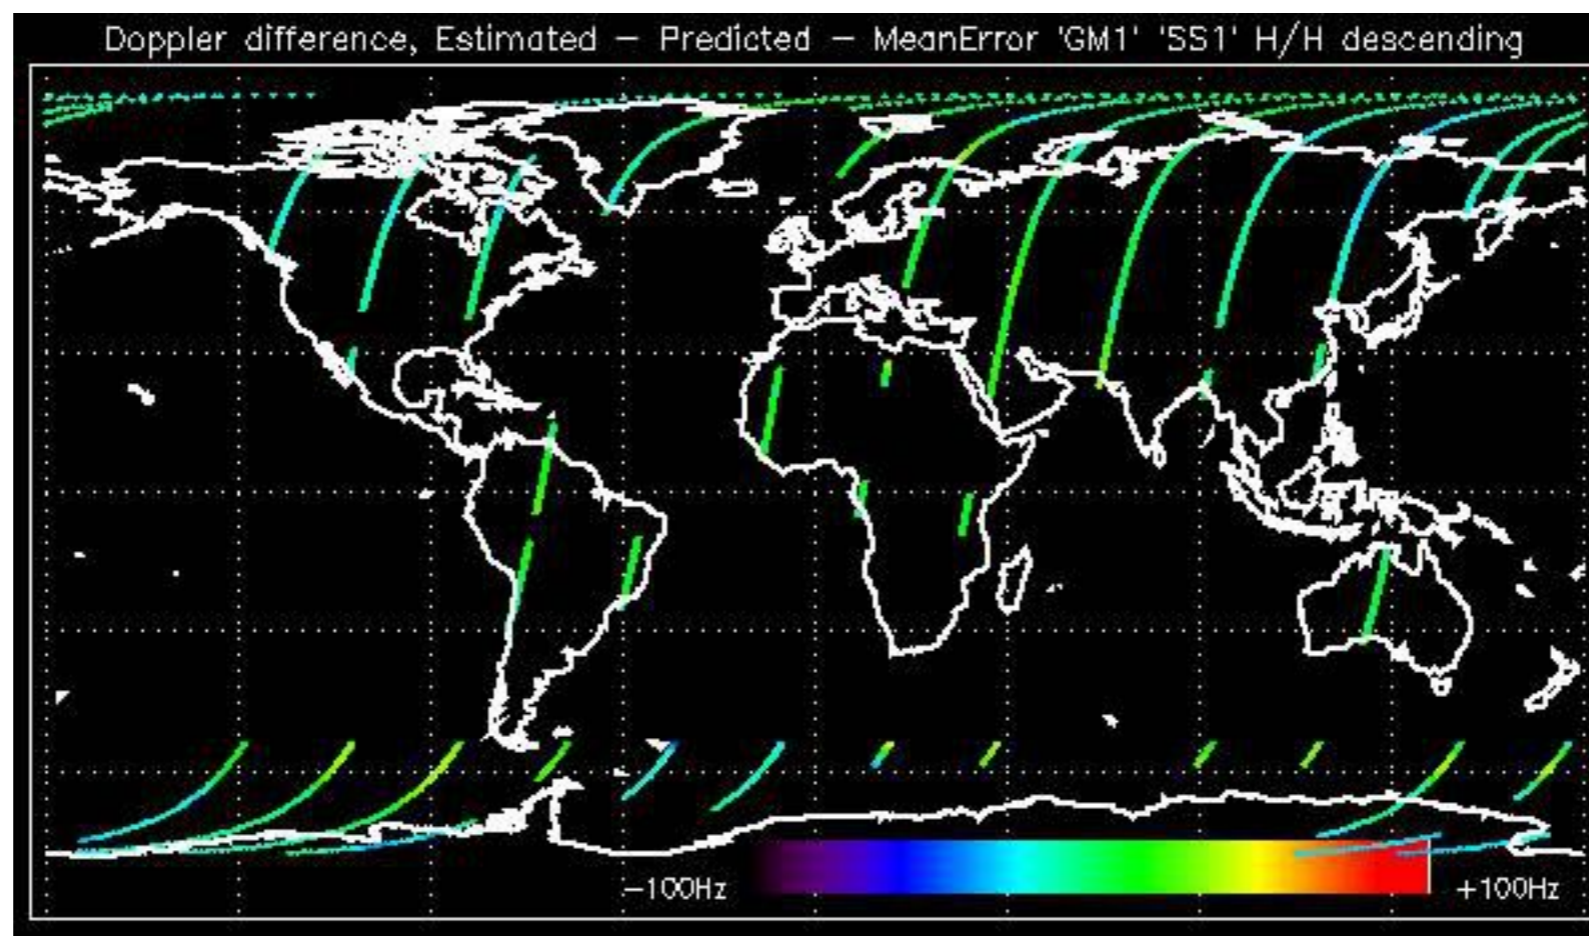 Doppler difference, Estimated – Predicted – MeanError 'GM1' 'SS1' H/H descending
–100Hz +100Hz